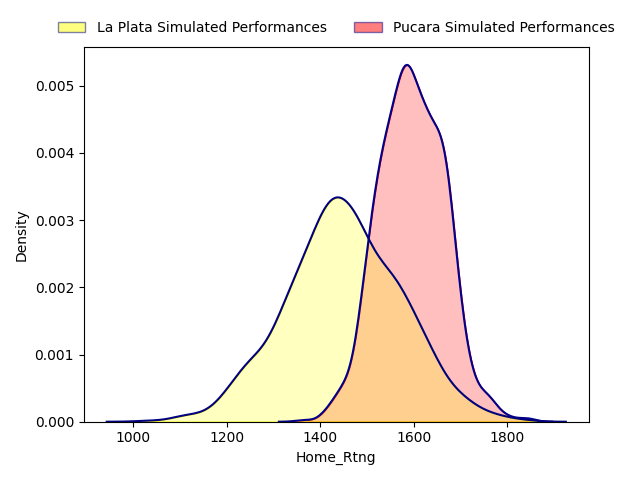 La Plata Simulated Performances
Pucara Simulated Performances
0.005
0.004
0.003
0.002
0.001
0.000
Density
1000 1200 1400 1600 1800
Home_Rtng